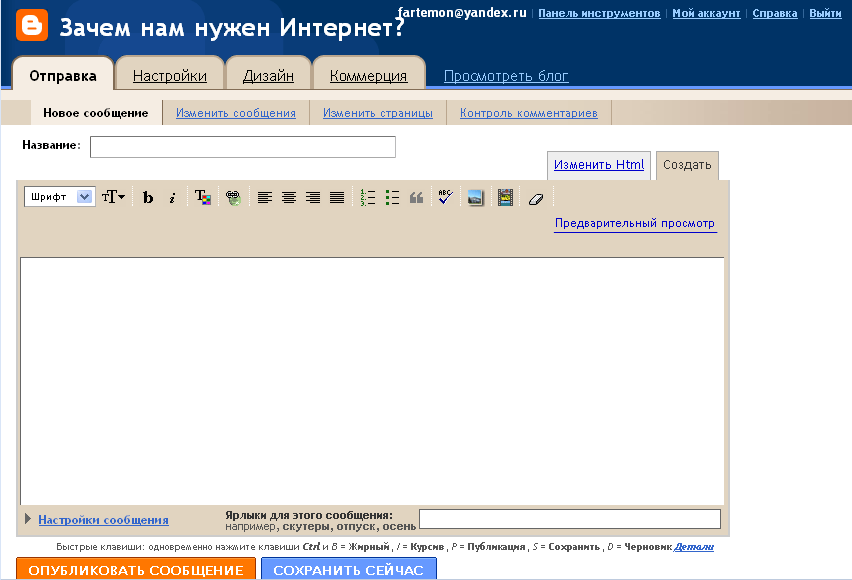 fartemon@yandex.ru | Панель инструментов | Мой аккаунт | Справка | Выйти
Зачем нам нужен Интернет?
Отправка Настройки Дизайн Коммерция Просмотреть блог
Новое сообщение Изменить сообщения Изменить страницы Контроль комментариев
Название:
Изменить Html Создать
Шрифт тТ b i T ABC
Предварительный просмотр
Настройки сообщения
Ярлыки для этого сообщения:
например, скутеры, отпуск, осень
Быстрые клавиши: одновременно нажмите клавиши Ctrl и B = Жирный, I = Курсив, P = Публикация, S = Сохранить, D = Черновик Детали
ОПУБЛИКОВАТЬ СООБЩЕНИЕ СОХРАНИТЬ СЕЙЧАС